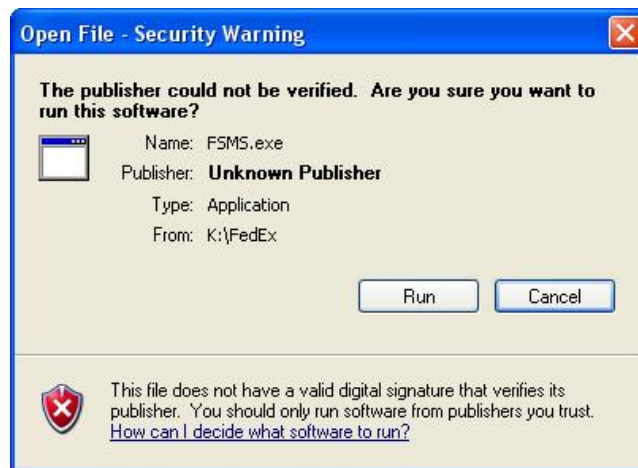 Open File - Security Warning
The publisher could not be verified.  Are you sure you want to
run this software?
Name: FSMS.exe
Publisher: Unknown Publisher
Type: Application
From: K:\FedEx
Run Cancel
This file does not have a valid digital signature that verifies its
publisher.  You should only run software from publishers you trust.
How can I decide what software to run?